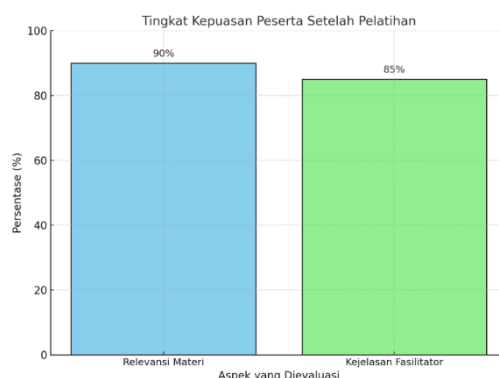 Tingkat Kepuasan Peserta Setelah Pelatihan
100
90%
85%
80
60
40
20
0
Persentase (%)
Relevansi Materi
Kejelasan Fasilitator
Aspek yang Dievaluasi